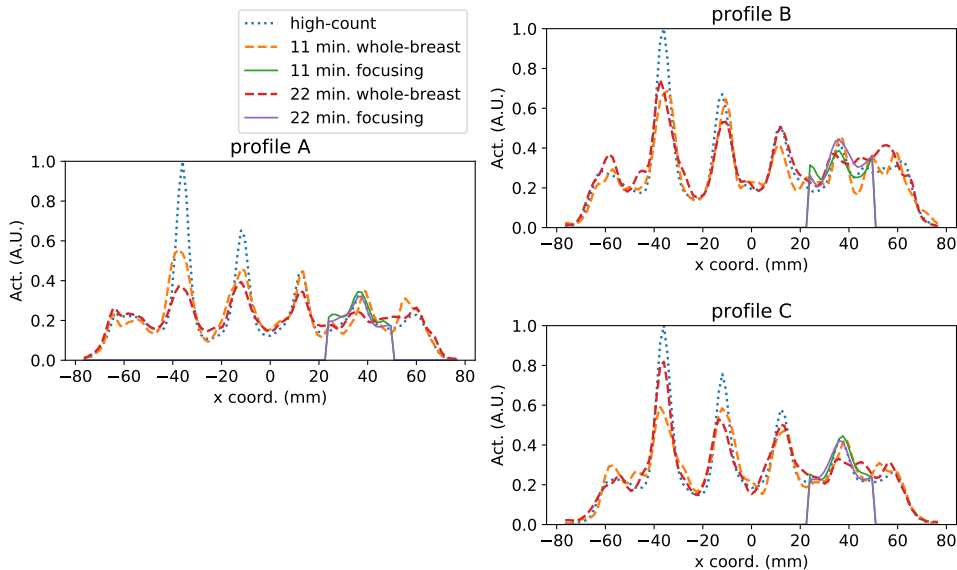 high-count
11 min. whole-breast
11 min. focusing
22 min. whole-breast
22 min. focusing
profile A
Act. (A.U.)
1.0
0.8
0.6
0.4
0.2
0.0
−80 −60 −40 −20 0 20 40 60 80
x coord. (mm)
profile B
Act. (A.U.)
1.0
0.8
0.6
0.4
0.2
0.0
−80 −60 −40 −20 0 20 40 60 80
x coord. (mm)
profile C
Act. (A.U.)
1.0
0.8
0.6
0.4
0.2
0.0
−80 −60 −40 −20 0 20 40 60 80
x coord. (mm)